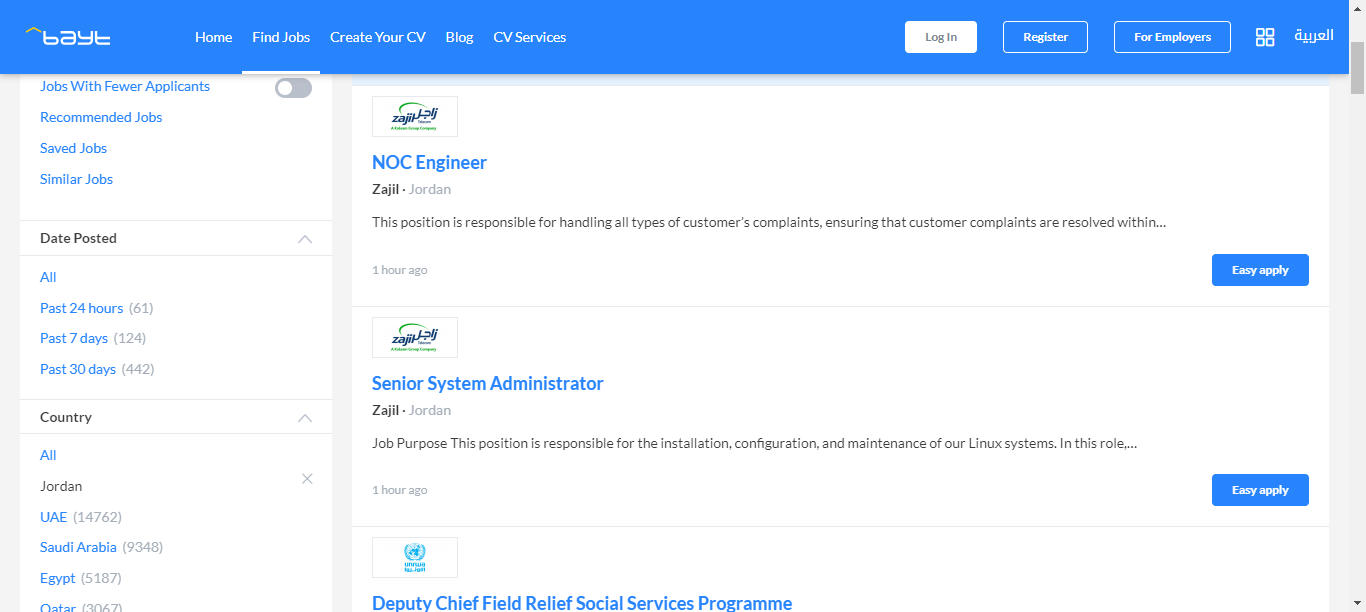 bayt
Home
Find Jobs
Create Your CV
Blog
CV Services
Log In
Register
For Employers
العربية
Jobs With Fewer Applicants
Recommended Jobs
Saved Jobs
Similar Jobs
Date Posted
All
Past 24 hours (61)
Past 7 days (124)
Past 30 days (442)
Country
All
Jordan
UAE (14762)
Saudi Arabia (9348)
Egypt (5187)
Qatar (3067)
زاجل
zajil
Telecom
A Kalaam Group Company
NOC Engineer
Zajil · Jordan
This position is responsible for handling all types of customer's complaints, ensuring that customer complaints are resolved within…
1 hour ago
Easy apply
زاجل
zajil
Telecom
A Kalaam Group Company
Senior System Administrator
Zajil · Jordan
Job Purpose This position is responsible for the installation, configuration, and maintenance of our Linux systems. In this role,…
1 hour ago
Easy apply
unrwa
الأونروا
Deputy Chief Field Relief Social Services Programme